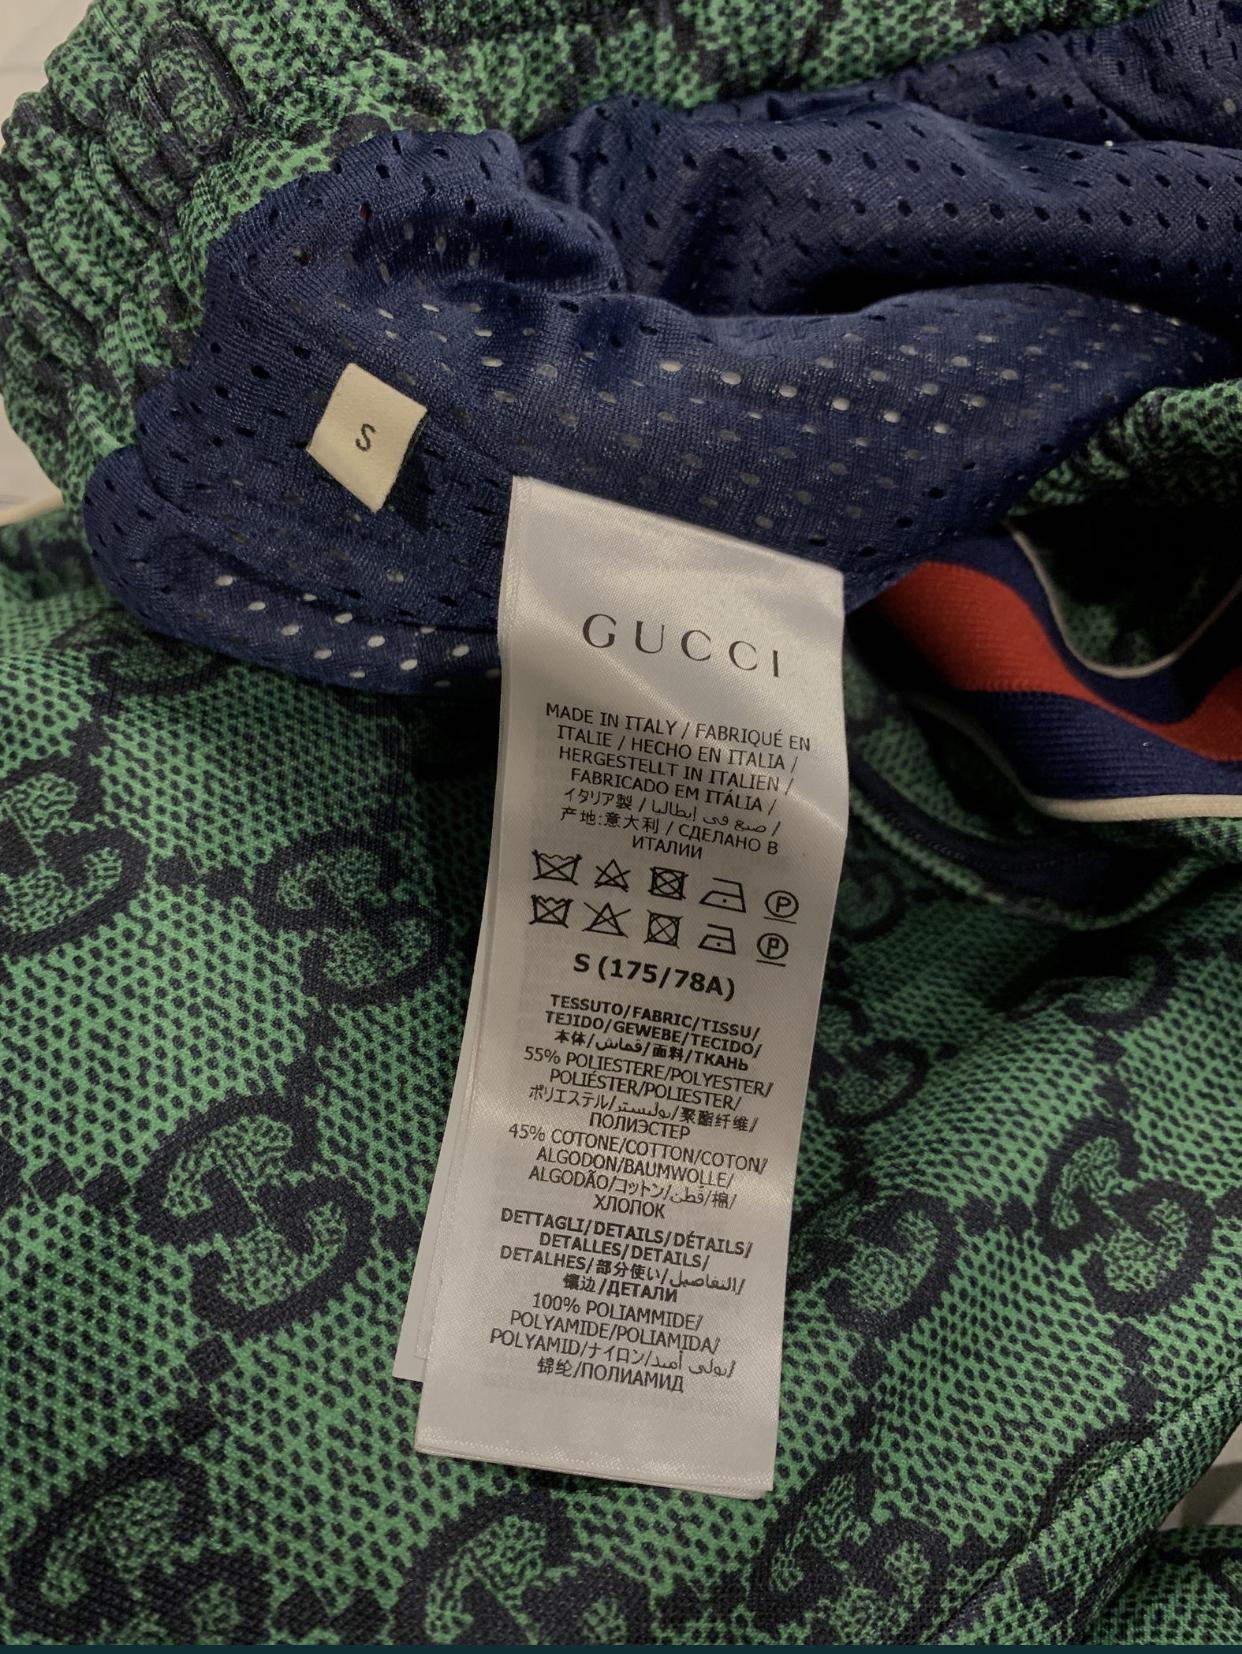 S
GUCCI
MADE IN ITALY / FABRIQUÉ EN
ITALIE / HECHO EN ITALIA /
HERGESTELLT IN ITALIEN /
FABRICADO EM ITÁLIA /
イタリア製 / صنع في إيطاليا /
产地:意大利 / СДЕЛАНО В
ИТАЛИИ
P
P
S (175/78A)
TESSUTO/FABRIC/TISSU/
TEJIDO/GEWEBE/TECIDO/
本体/قماش/面料/ТКАНЬ
55% POLIESTERE/POLYESTER/
POLIÉSTER/POLIESTER/
ポリエステル/بوليستر/聚酯纤维/
ПОЛИЭСТЕР
45% COTONE/COTTON/COTON/
ALGODON/BAUMWOLLE/
ALGODÃO/コットン/قطن/棉/
ХЛОПОК
DETTAGLI/DETAILS/DÉTAILS/
DETALLES/DETAILS/
DETALHES/部分使い/التفاصيل/
镶边/ДЕТАЛИ
100% POLIAMMIDE/
POLYAMIDE/POLIAMIDA/
POLYAMID/ナイロン/بولي أميد/
锦纶/ПОЛИАМИД